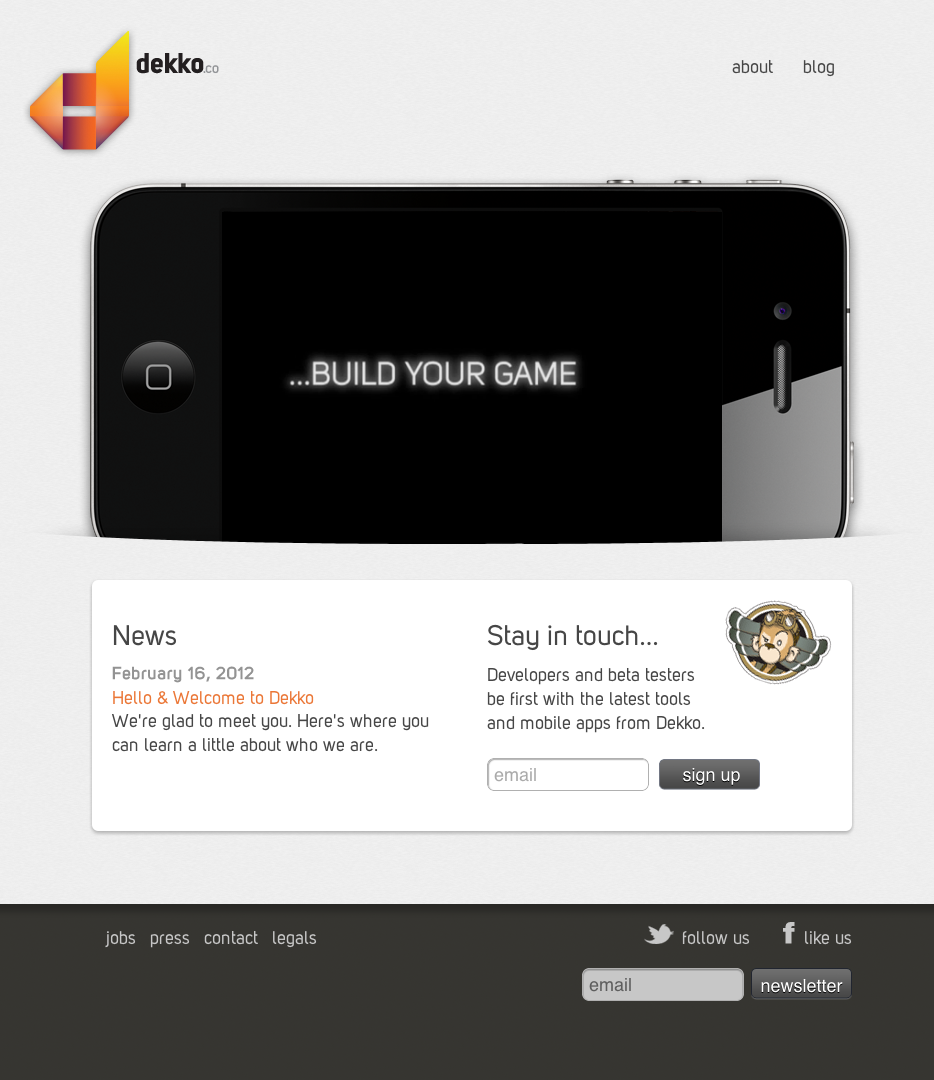 dekko.co
about blog
...BUILD YOUR GAME
News
February 16, 2012
Hello & Welcome to Dekko
We're glad to meet you. Here's where you
can learn a little about who we are.
Stay in touch...
Developers and beta testers
be first with the latest tools
and mobile apps from Dekko.
email sign up
jobs press contact legals
follow us like us
email newsletter